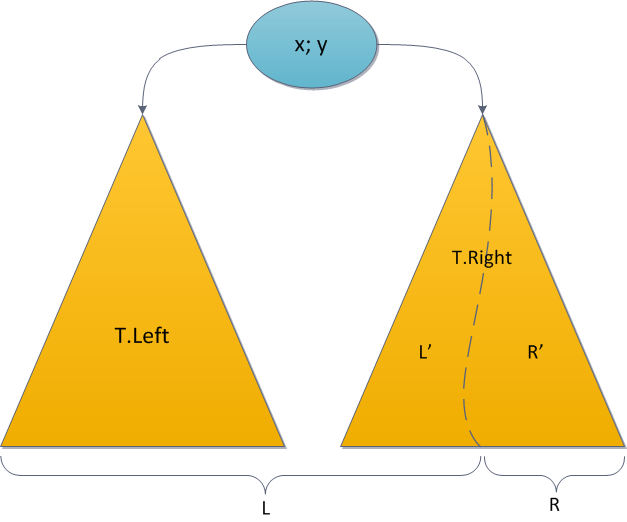 x; y
T.Right
T.Left
L’
R’
L
R